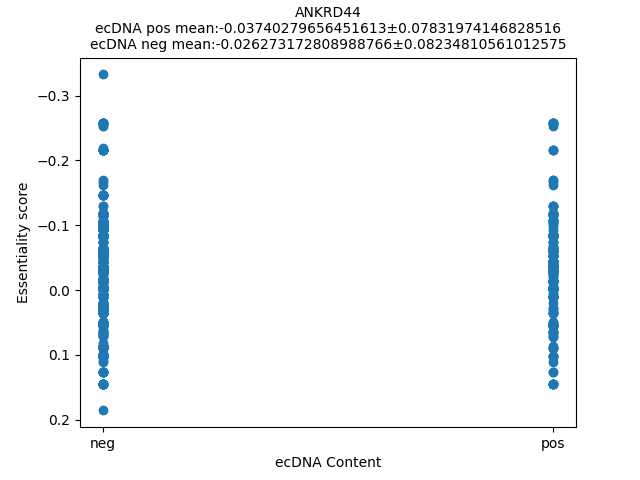 ANKRD44
ecDNA pos mean:-0.03740279656451613±0.07831974146828516
ecDNA neg mean:-0.026273172808988766±0.08234810561012575
−0.3
−0.2
−0.1
0.0
0.1
0.2
Essentiality score
neg
pos
ecDNA Content